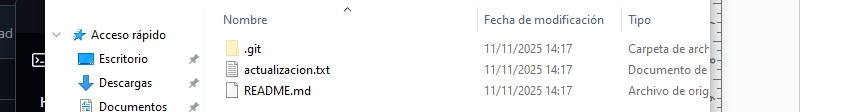 ad
Nombre Fecha de modificación Tipo
Acceso rápido
.git 11/11/2025 14:17 Carpeta de arch
Escritorio
actualizacion.txt 11/11/2025 14:17 Documento de
Descargas
README.md 11/11/2025 14:17 Archivo de orig
Documentos